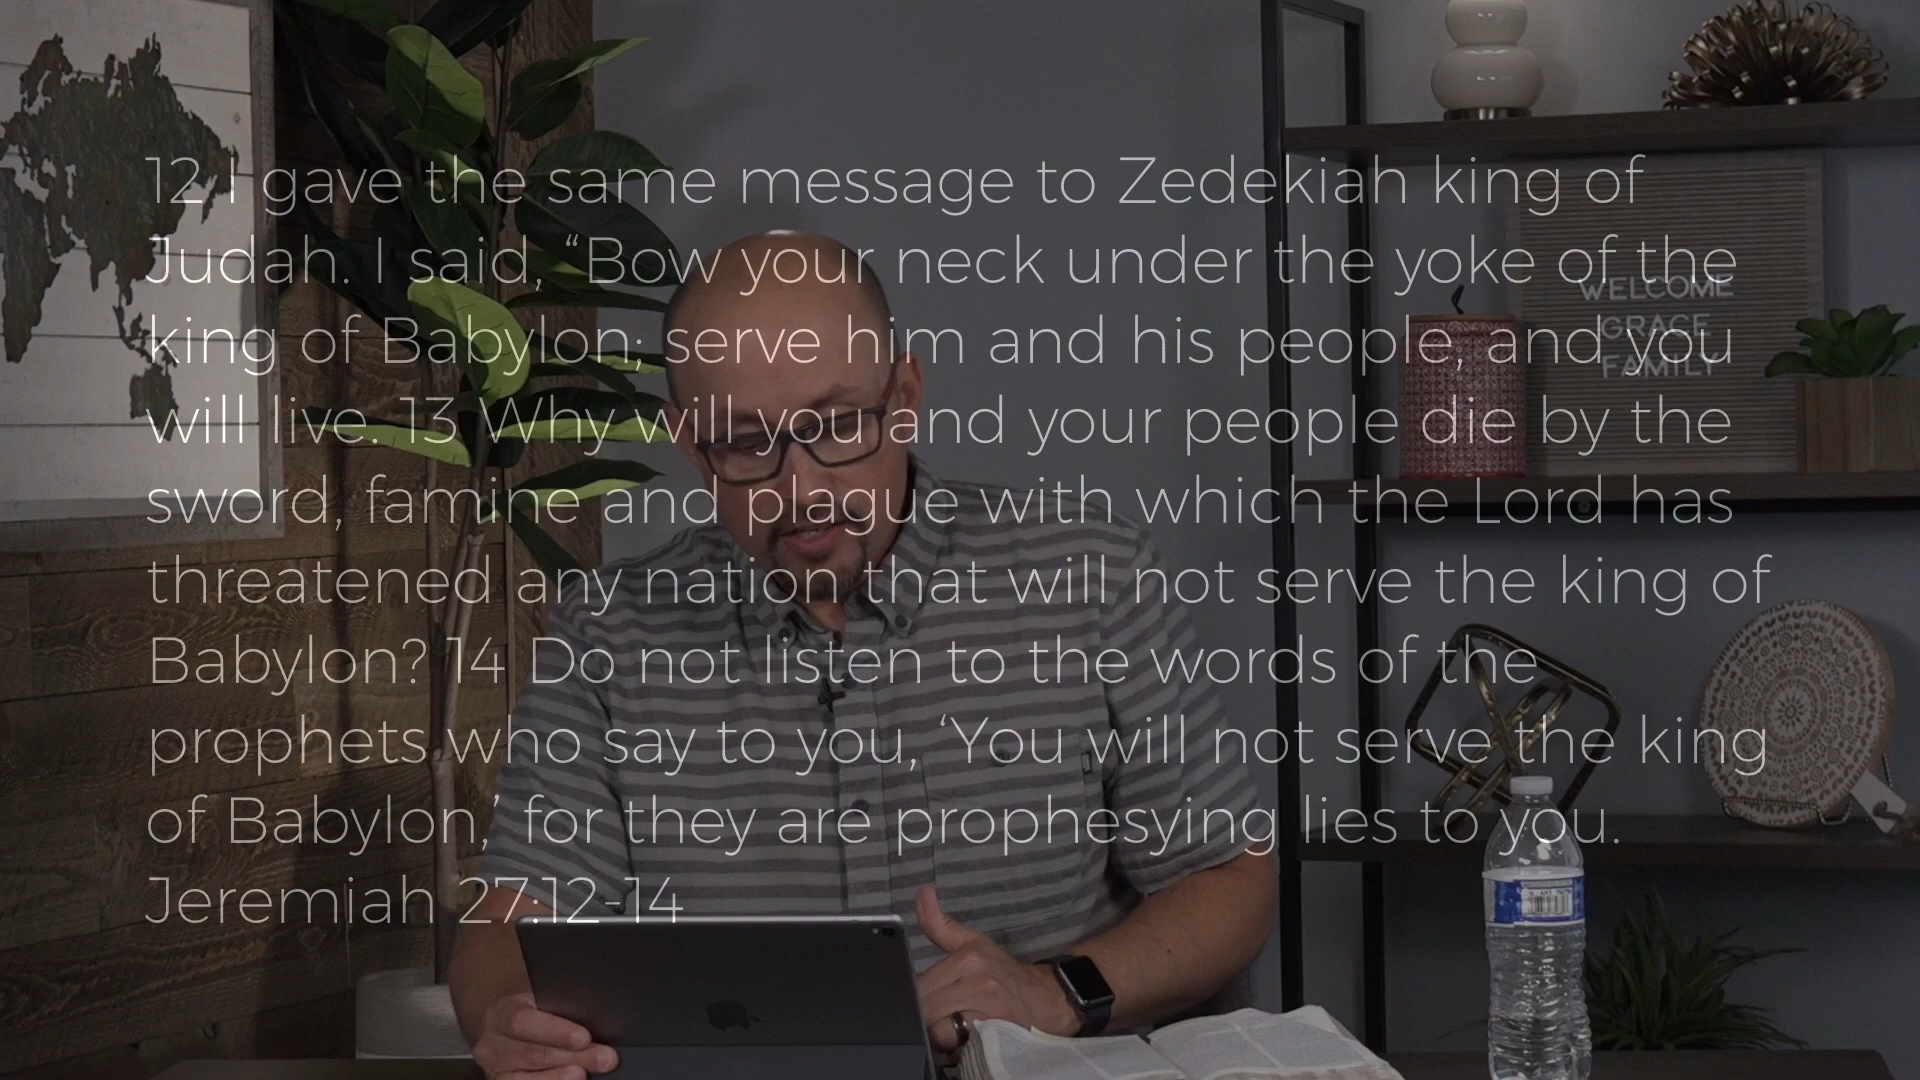 12 I gave the same message to Zedekiah king of
Judah. I said, “Bow your neck under the yoke of the
king of Babylon; serve him and his people, and you
will live. 13 Why will you and your people die by the
sword, famine and plague with which the Lord has
threatened any nation that will not serve the king of
Babylon? 14 Do not listen to the words of the
prophets who say to you, ‘You will not serve the king
of Babylon,’ for they are prophesying lies to you.
Jeremiah 27:12-14
WELCOME
GRACE
FAMILY